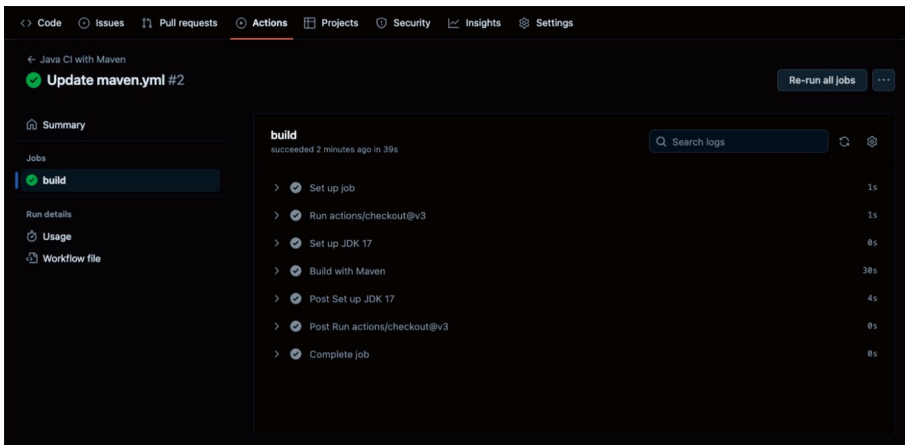 Code Issues Pull requests Actions Projects Security Insights Settings
← Java CI with Maven
Update maven.yml #2
Re-run all jobs ...
Summary
Jobs
build
Run details
Usage
Workflow file
build
succeeded 2 minutes ago in 39s
Search logs
Set up job 1s
Run actions/checkout@v3 1s
Set up JDK 17 0s
Build with Maven 30s
Post Set up JDK 17 4s
Post Run actions/checkout@v3 0s
Complete job 0s